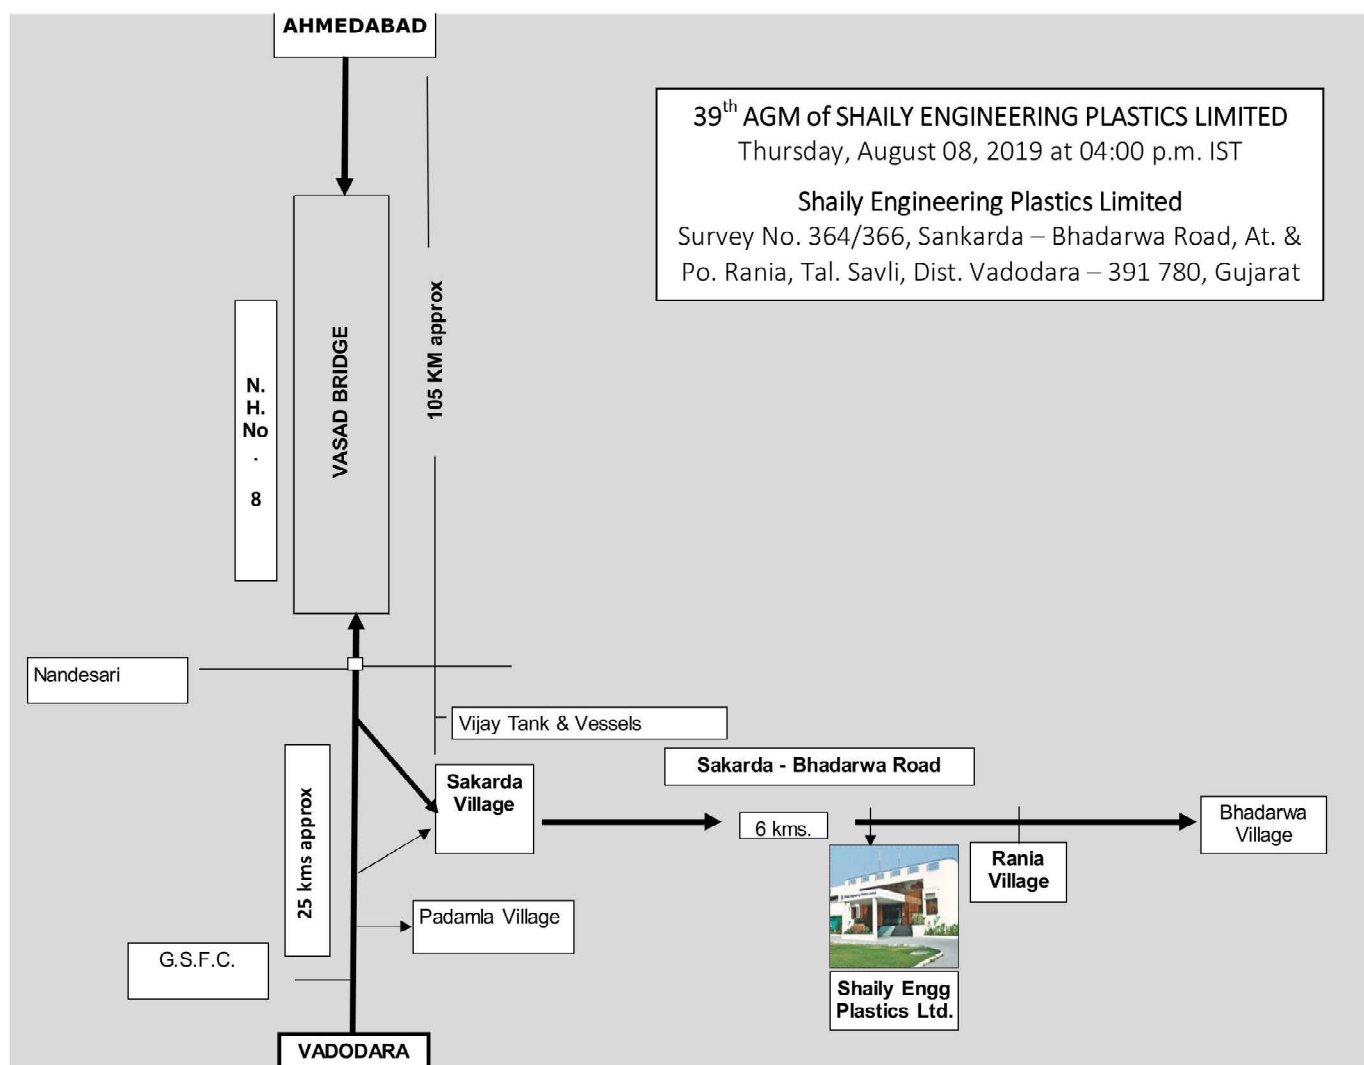 AHMEDABAD
39th AGM of SHAILY ENGINEERING PLASTICS LIMITED
Thursday, August 08, 2019 at 04:00 p.m. IST
Shaily Engineering Plastics Limited
Survey No. 364/366, Sankarda – Bhadarwa Road, At. &
Po. Rania, Tal. Savli, Dist. Vadodara – 391 780, Gujarat
105 KM approx
VASAD BRIDGE
N.
H.
No
.
8
Nandesari
Vijay Tank & Vessels
Sakarda - Bhadarwa Road
Sakarda
Village
25 kms approx
6 kms.
Bhadarwa
Village
Rania
Village
Padamla Village
G.S.F.C.
Shaily Engg
Plastics Ltd.
VADODARA